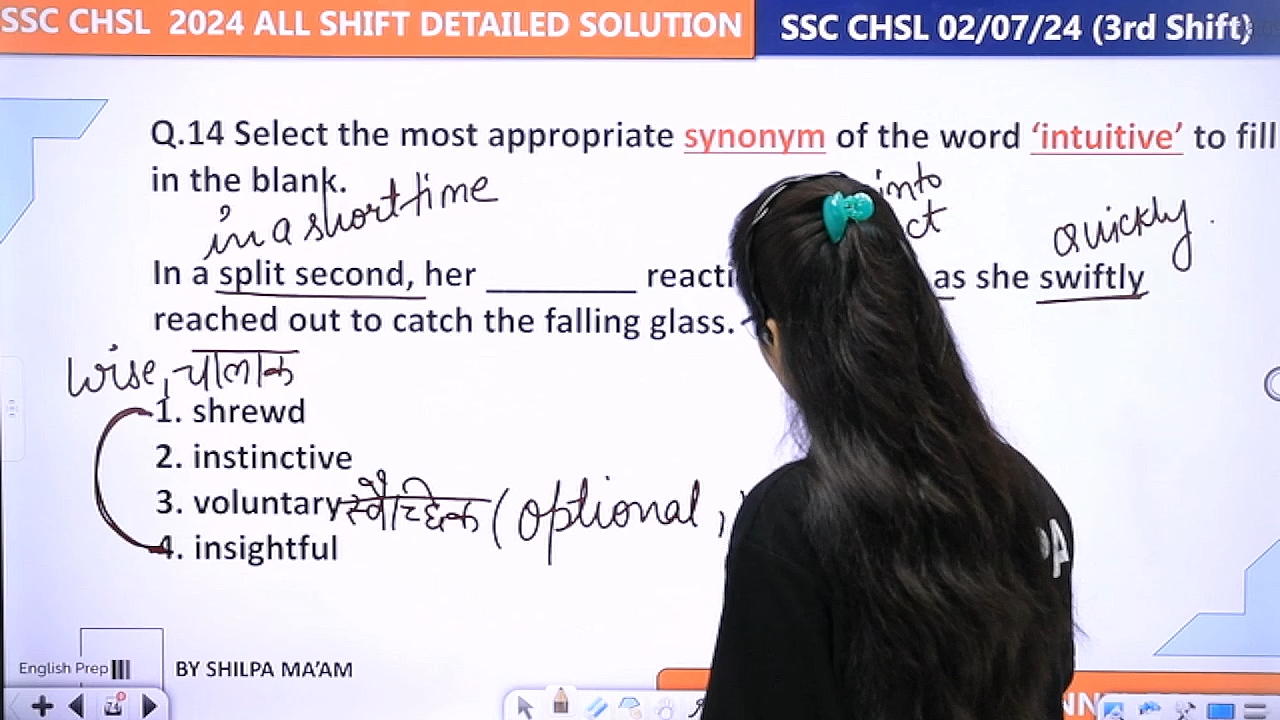 SSC CHSL 2024 ALL SHIFT DETAILED SOLUTION
SSC CHSL 02/07/24 (3rd Shift)
Q.14 Select the most appropriate synonym of the word ‘intuitive’ to fill
in the blank.
in a short time
into
ct
Quickly.
In a split second, her ________ reacti as she swiftly
reached out to catch the falling glass.
wise, चालाक
1. shrewd
2. instinctive
3. voluntary स्वैच्छिक (optional,
4. insightful
English Prep
BY SHILPA MA’AM